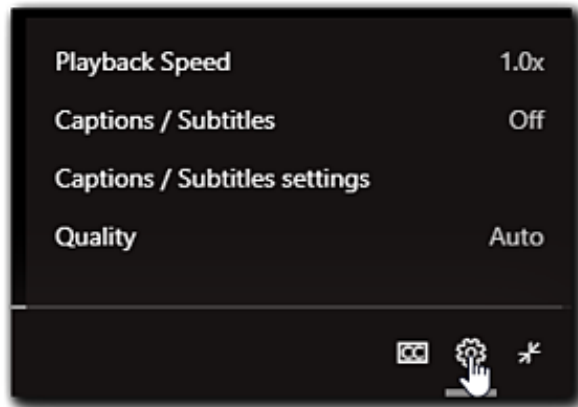 Playback Speed 1.0x
Captions / Subtitles Off
Captions / Subtitles settings
Quality Auto
CC